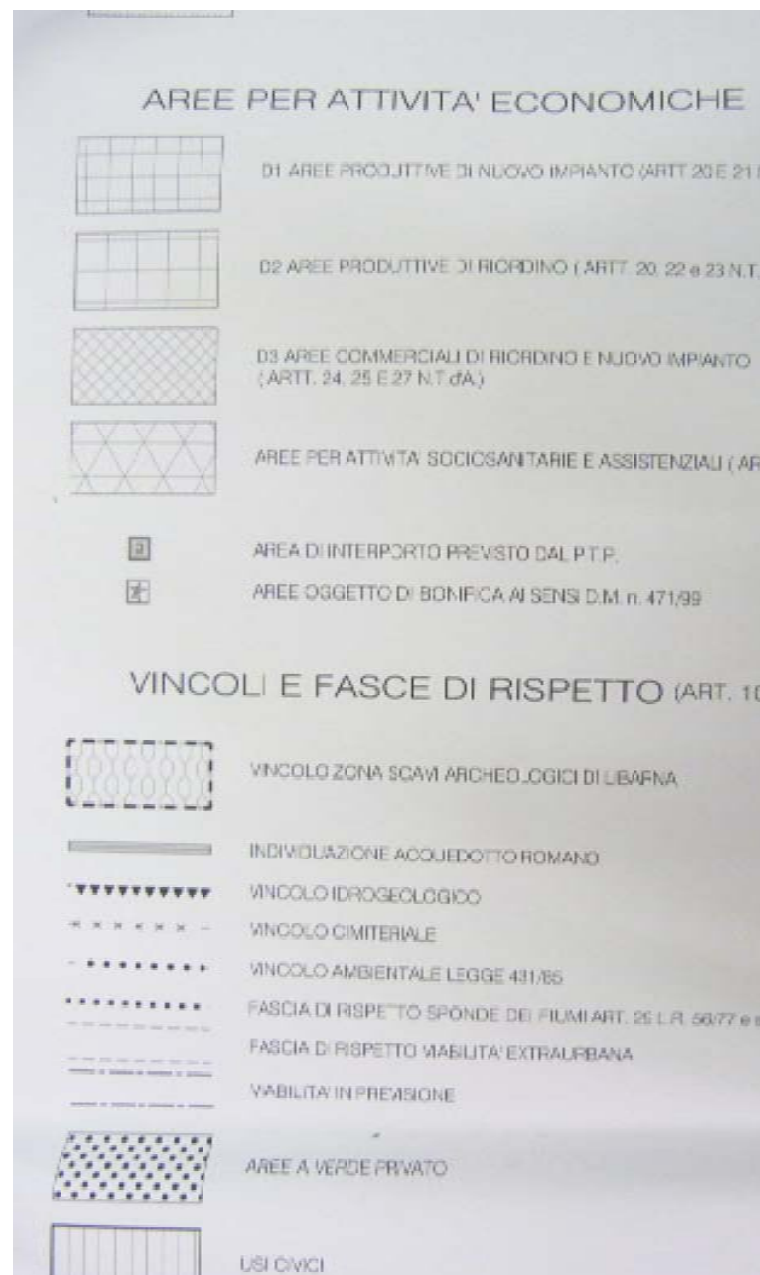 AREE PER ATTIVITA' ECONOMICHE
D1 AREE PRODUTTIVE DI NUOVO IMPIANTO (ARTT 20 E 21
D2 AREE PRODUTTIVE DI RIORDINO ( ARTT. 20, 22 e 23 N.T.
D3 AREE COMMERCIALI DI RIORDINO E NUOVO IMPIANTO
( ARTT. 24, 25 E 27 N.T.d'A.)
AREE PER ATTIVITA' SOCIOSANITARIE E ASSISTENZIALI ( AR
AREA DI INTERPORTO PREVISTO DAL P.T.P.
AREE OGGETTO DI BONIFICA AI SENSI D.M. n. 471/99
VINCOLI E FASCE DI RISPETTO (ART. 10
VINCOLO ZONA SCAVI ARCHEOLOGICI DI LIBARNA
INDIVIDUAZIONE ACQUEDOTTO ROMANO
VINCOLO IDROGEOLOGICO
VINCOLO CIMITERIALE
VINCOLO AMBIENTALE LEGGE 431/85
FASCIA DI RISPETTO SPONDE DEI FIUMI ART. 29 L.R. 56/77 e s
FASCIA DI RISPETTO VIABILITA' EXTRAURBANA
VIABILITA' IN PREVISIONE
AREE A VERDE PRIVATO
USI CIVICI